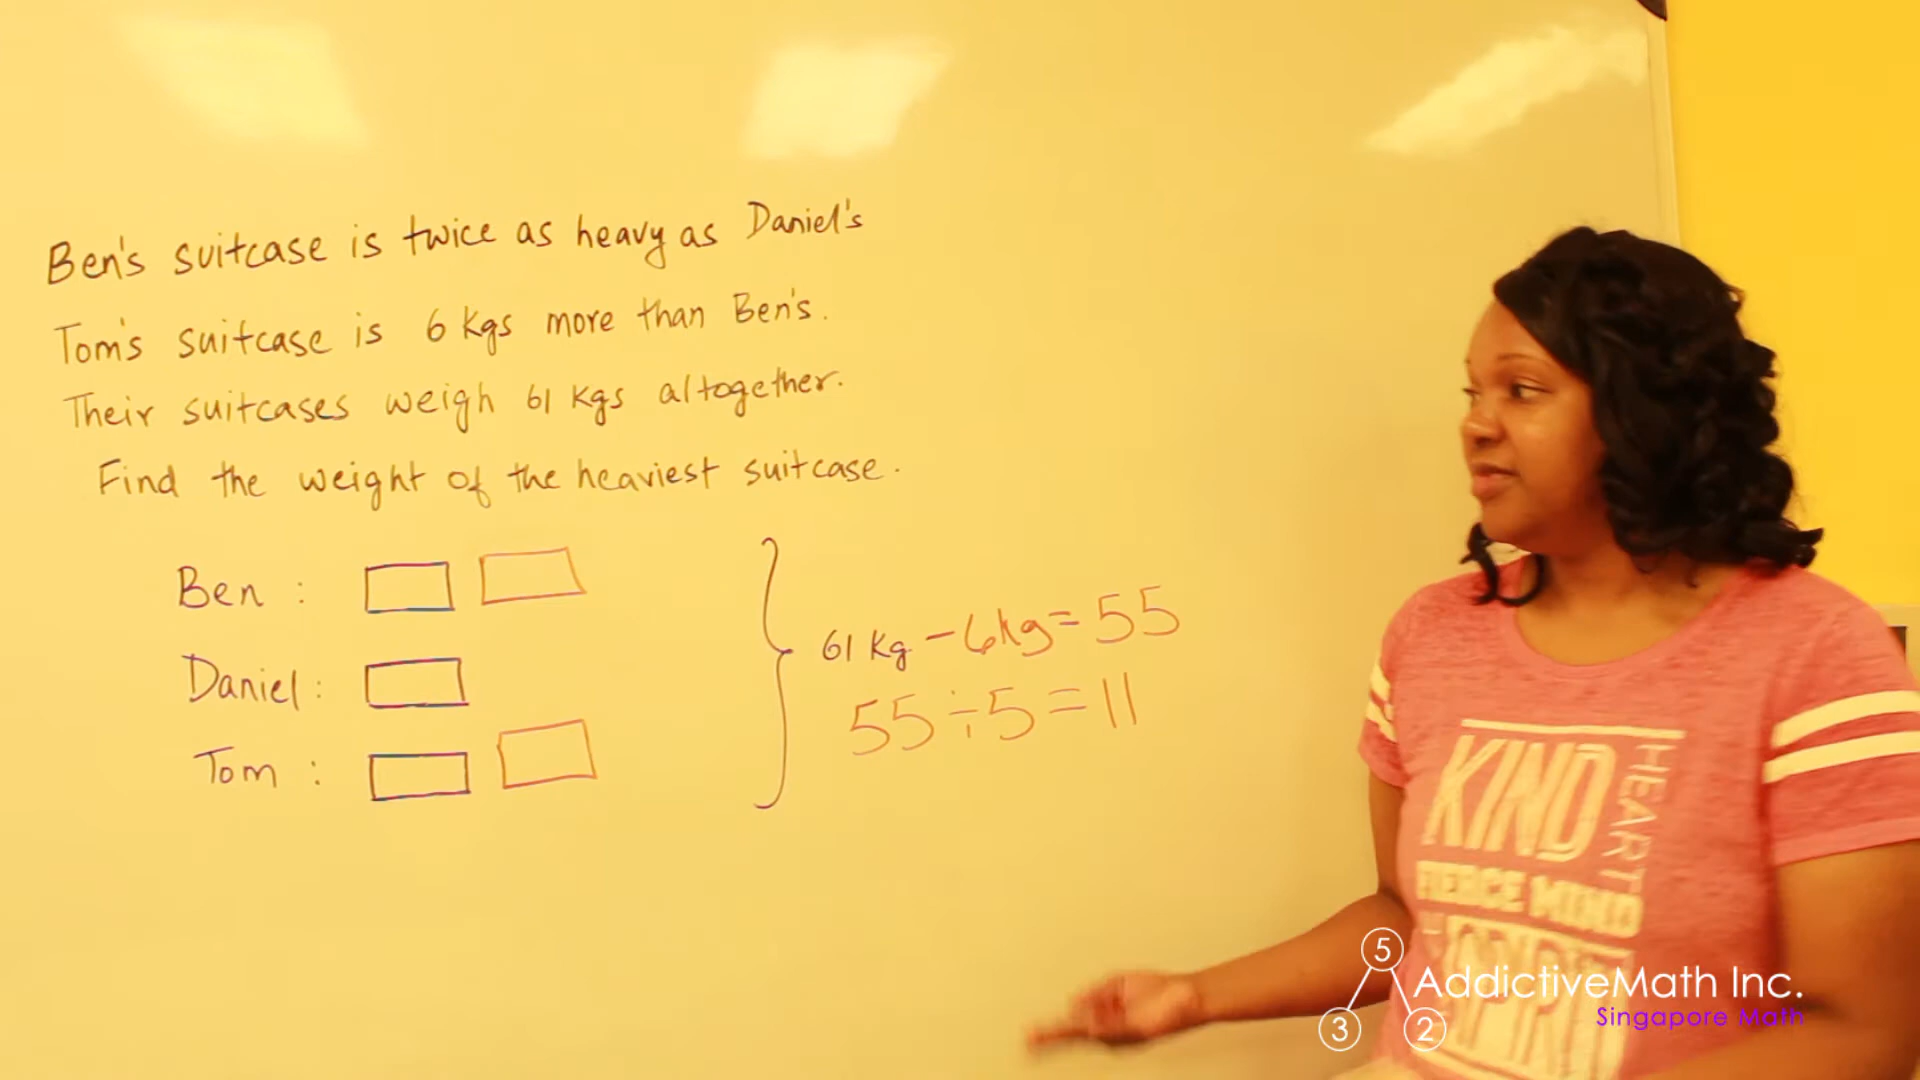 Ben's suitcase is twice as heavy as Daniel's
Tom's suitcase is 6 kgs more than Ben's.
Their suitcases weigh 61 kgs altogether.
Find the weight of the heaviest suitcase.
Ben :
Daniel :
Tom :
61 kg - 6kg = 55
55 ÷ 5 = 11
KIND
HEART
FIERCE MIND
5
3
2
AddictiveMath Inc.
Singapore Math